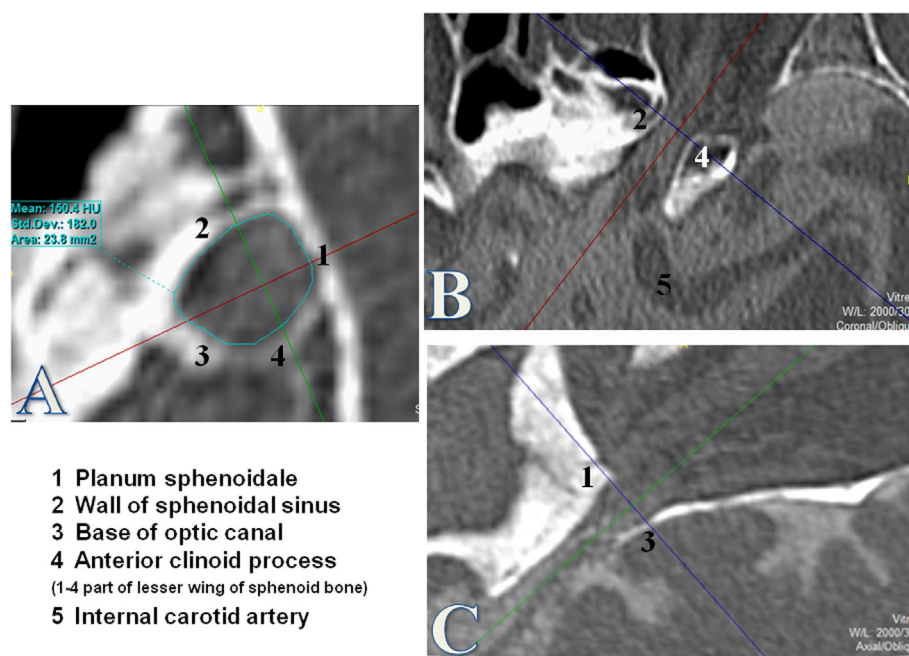 Mean: 150.4 HU
Std.Dev.: 182.0
Area: 23.8 mm2
2
1
3
4
A
S
2
4
5
B
Vitre
W/L: 2000/30
Coronal/Obliqu
1
3
C
Vitre
W/L: 2000/3
Axial/Obliq
1 Planum sphenoidale
2 Wall of sphenoidal sinus
3 Base of optic canal
4 Anterior clinoid process
(1-4 part of lesser wing of sphenoid bone)
5 Internal carotid artery